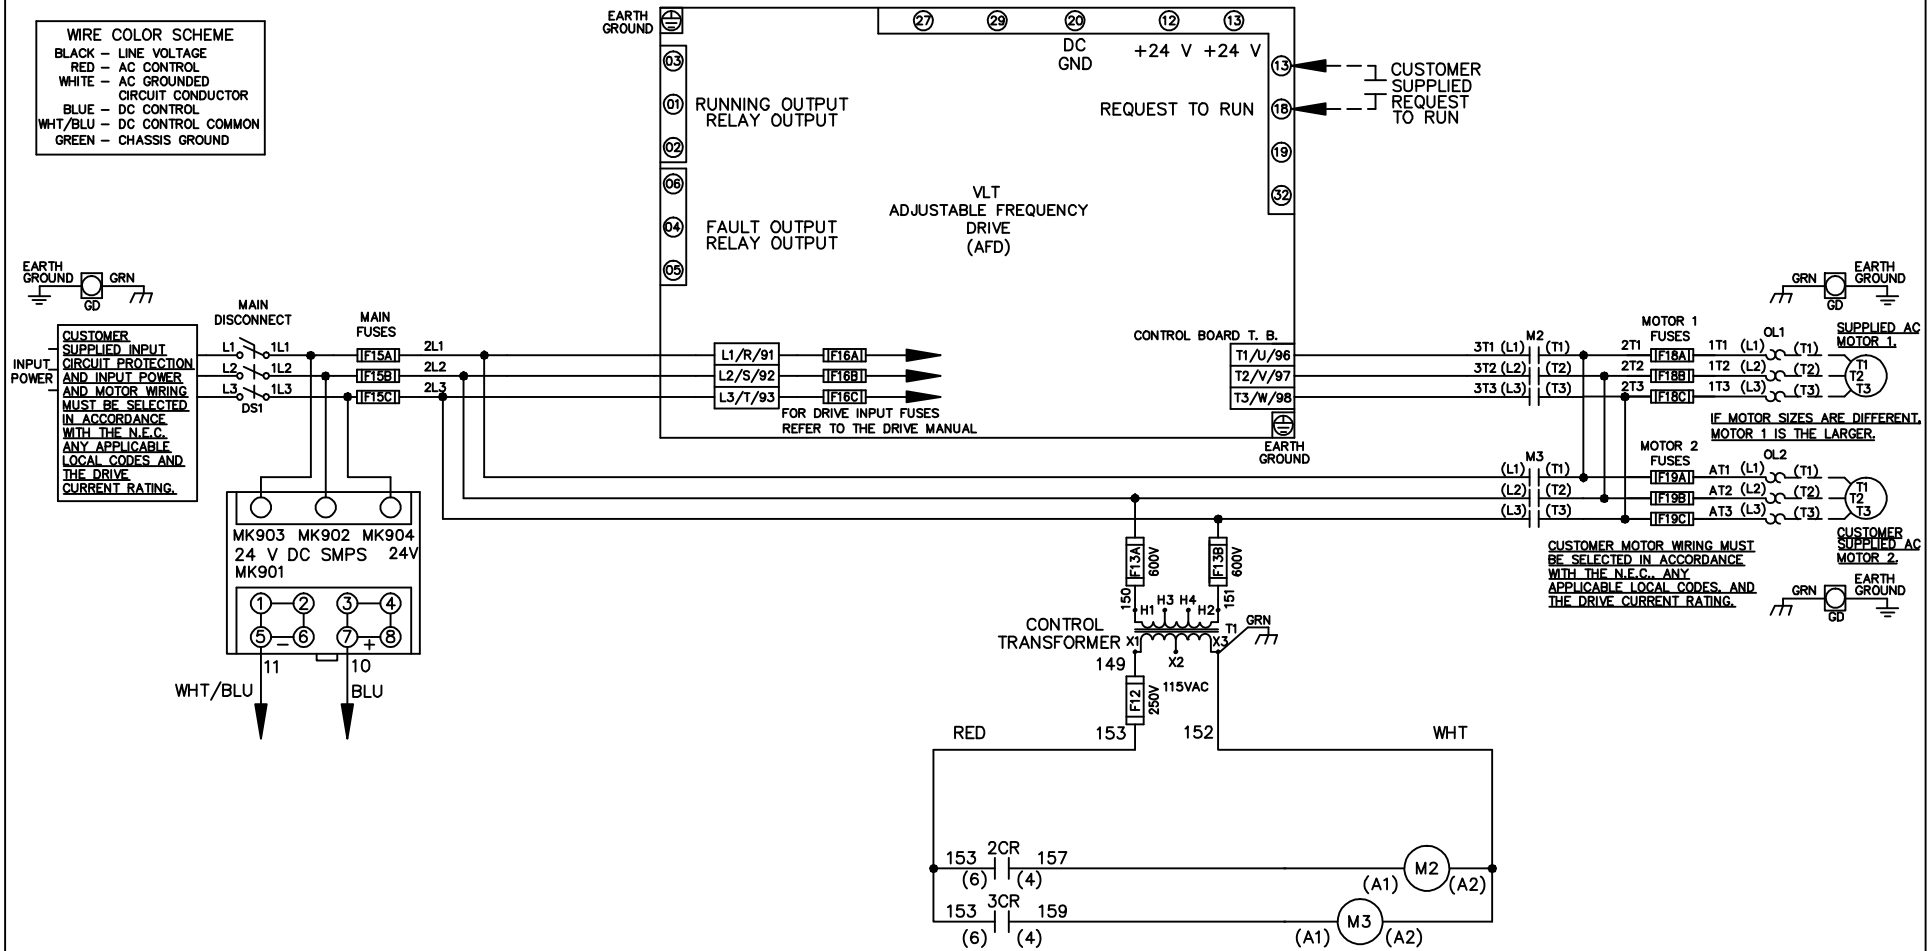 WIRE COLOR SCHEME
BLACK – LINE VOLTAGE
RED – AC CONTROL
WHITE – AC GROUNDED
CIRCUIT CONDUCTOR
BLUE – DC CONTROL
WHT/BLU – DC CONTROL COMMON
GREEN – CHASSIS GROUND
EARTH
GROUND
27 29 20 12 13
DC
GND
+24 V +24 V
03
01
02
RUNNING OUTPUT
RELAY OUTPUT
06
04
05
FAULT OUTPUT
RELAY OUTPUT
VLT
ADJUSTABLE FREQUENCY
DRIVE
(AFD)
REQUEST TO RUN
13
18
19
32
CUSTOMER
SUPPLIED
REQUEST
TO RUN
EARTH
GROUND
GRN
GD
INPUT
POWER
CUSTOMER
SUPPLIED INPUT
CIRCUIT PROTECTION
AND INPUT POWER
AND MOTOR WIRING
MUST BE SELECTED
IN ACCORDANCE
WITH THE N.E.C.
ANY APPLICABLE
LOCAL CODES AND
THE DRIVE
CURRENT RATING.
MAIN
DISCONNECT
L1 1L1
L2 1L2
L3 1L3
DS1
MAIN
FUSES
F15A 2L1
F15B 2L2
F15C 2L3
L1/R/91 F16A
L2/S/92 F16B
L3/T/93 F16C
FOR DRIVE INPUT FUSES
REFER TO THE DRIVE MANUAL
CONTROL BOARD T. B.
T1/U/96
T2/V/97
T3/W/98
EARTH
GROUND
M2
3T1 (L1) (T1)
3T2 (L2) (T2)
3T3 (L3) (T3)
MOTOR 1
FUSES
2T1 F18A 1T1 (L1)
2T2 F18B 1T2 (L2)
2T3 F18C 1T3 (L3)
OL1
(T1)
(T2)
(T3)
T1
T2
T3
GRN
GD
EARTH
GROUND
SUPPLIED AC
MOTOR 1.
IF MOTOR SIZES ARE DIFFERENT,
MOTOR 1 IS THE LARGER.
M3
(L1) (T1)
(L2) (T2)
(L3) (T3)
MOTOR 2
FUSES
F19A AT1 (L1)
F19B AT2 (L2)
F19C AT3 (L3)
OL2
(T1)
(T2)
(T3)
T1
T2
T3
CUSTOMER
SUPPLIED AC
MOTOR 2.
CUSTOMER MOTOR WIRING MUST
BE SELECTED IN ACCORDANCE
WITH THE N.E.C., ANY
APPLICABLE LOCAL CODES, AND
THE DRIVE CURRENT RATING.
GRN
GD
EARTH
GROUND
MK903 MK902 MK904
24 V DC SMPS 24V
MK901
1 2 3 4
5 – 6 7 + 8
11 10
WHT/BLU BLU
F13A 600V
F13B 600V
150 151
H1 H3 H4 H2
T1
GRN
CONTROL
TRANSFORMER
X1 X2 X3
149
F12 250V
115VAC
153 152
RED WHT
153 2CR 157
(6) (4)
M2
(A1) (A2)
153 3CR 159
(6) (4)
M3
(A1) (A2)